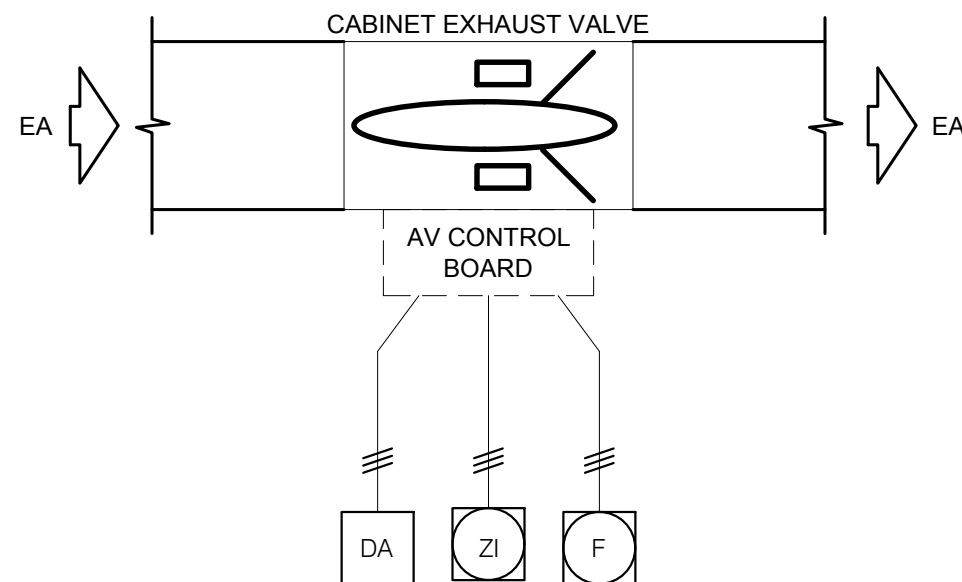 CABINET EXHAUST VALVE
EA
EA
AV CONTROL
BOARD
DA
ZI
F